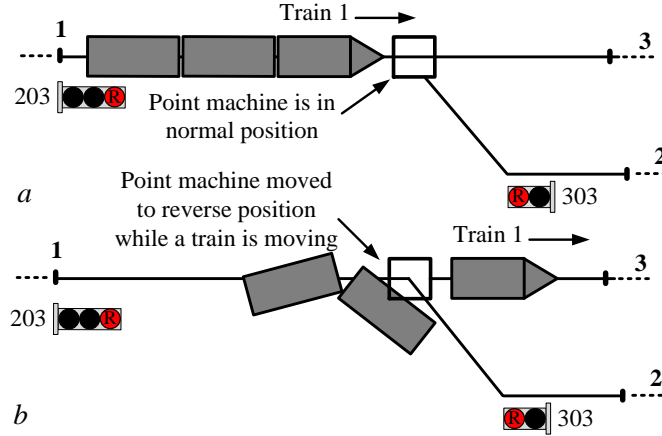 Train 1
1
3
203
R
Point machine is in
normal position
2
a
R
303
Point machine moved
to reverse position
while a train is moving
Train 1
1
3
203
R
2
b
R
303